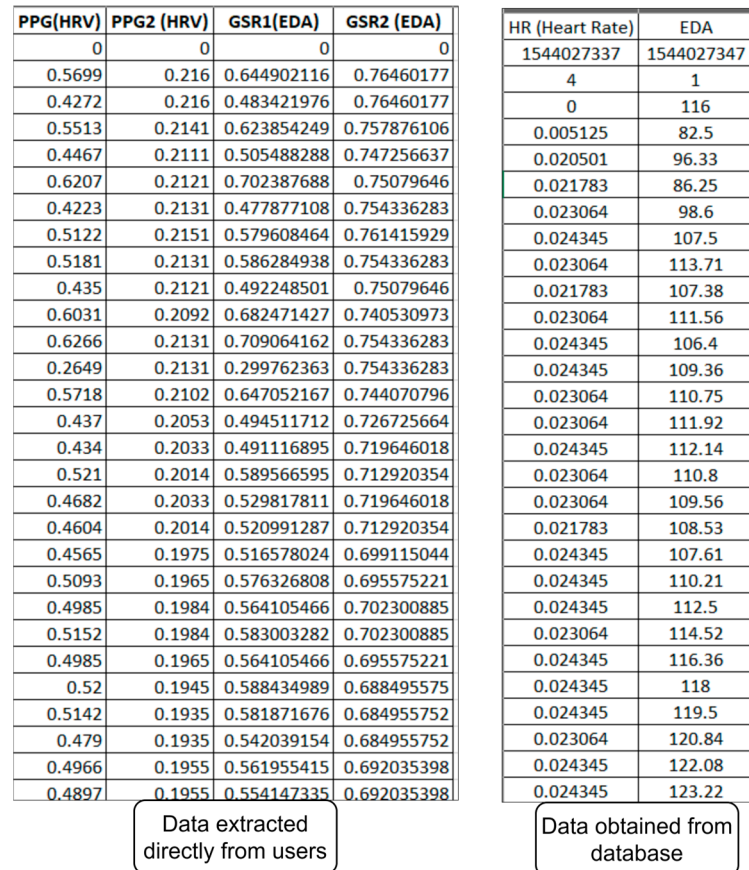 PPG(HRV) PPG2 (HRV) GSR1(EDA) GSR2 (EDA)
0 0 0 0
0.5699 0.216 0.644902116 0.76460177
0.4272 0.216 0.483421976 0.76460177
0.5513 0.2141 0.623854249 0.757876106
0.4467 0.2111 0.505488288 0.747256637
0.6207 0.2121 0.702387688 0.75079646
0.4223 0.2131 0.477877108 0.754336283
0.5122 0.2151 0.579608464 0.761415929
0.5181 0.2131 0.586284938 0.754336283
0.435 0.2121 0.492248501 0.75079646
0.6031 0.2092 0.682471427 0.740530973
0.6266 0.2131 0.709064162 0.754336283
0.2649 0.2131 0.299762363 0.754336283
0.5718 0.2102 0.647052167 0.744070796
0.437 0.2053 0.494511712 0.726725664
0.434 0.2033 0.491116895 0.719646018
0.521 0.2014 0.589566595 0.712920354
0.4682 0.2033 0.529817811 0.719646018
0.4604 0.2014 0.520991287 0.712920354
0.4565 0.1975 0.516578024 0.699115044
0.5093 0.1965 0.576326808 0.695575221
0.4985 0.1984 0.564105466 0.702300885
0.5152 0.1984 0.583003282 0.702300885
0.4985 0.1965 0.564105466 0.695575221
0.52 0.1945 0.588434989 0.688495575
0.5142 0.1935 0.581871676 0.684955752
0.479 0.1935 0.542039154 0.684955752
0.4966 0.1955 0.561955415 0.692035398
0.4897 0.1955 0.554147335 0.692035398
Data extracted
directly from users
HR (Heart Rate) EDA
1544027337 1544027347
4 1
0 116
0.005125 82.5
0.020501 96.33
0.021783 86.25
0.023064 98.6
0.024345 107.5
0.023064 113.71
0.021783 107.38
0.023064 111.56
0.024345 106.4
0.024345 109.36
0.023064 110.75
0.023064 111.92
0.024345 112.14
0.023064 110.8
0.023064 109.56
0.021783 108.53
0.024345 107.61
0.024345 110.21
0.024345 112.5
0.023064 114.52
0.024345 116.36
0.024345 118
0.024345 119.5
0.023064 120.84
0.024345 122.08
0.024345 123.22
Data obtained from
database